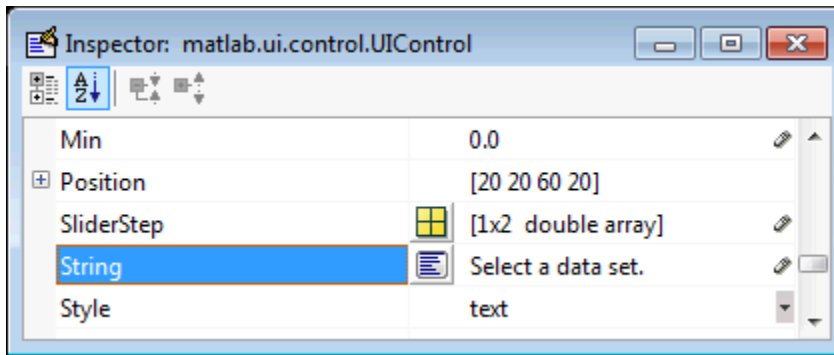 Inspector: matlab.ui.control.UIControl
Min 0.0
Position [20 20 60 20]
SliderStep [1x2 double array]
String Select a data set.
Style text